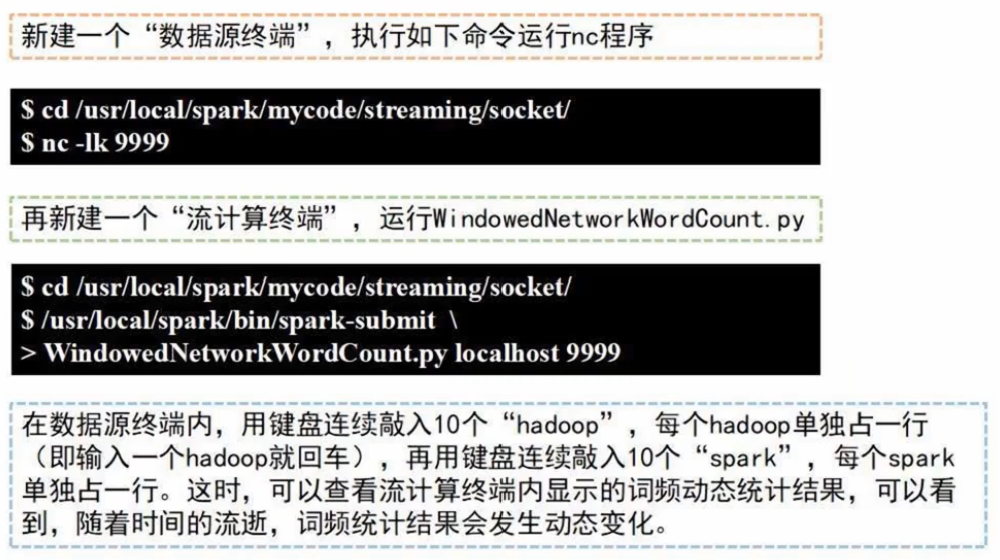 新建一个“数据源终端”，执行如下命令运行nc程序
$ cd /usr/local/spark/mycode/streaming/socket/
$ nc -lk 9999
再新建一个“流计算终端”，运行WindowedNetworkWordCount.py
$ cd /usr/local/spark/mycode/streaming/socket/
$ /usr/local/spark/bin/spark-submit \
> WindowedNetworkWordCount.py localhost 9999
在数据源终端内，用键盘连续敲入10个“hadoop”，每个hadoop单独占一行
（即输入一个hadoop就回车），再用键盘连续敲入10个“spark”，每个spark
单独占一行。这时，可以查看流计算终端内显示的词频动态统计结果，可以看
到，随着时间的流逝，词频统计结果会发生动态变化。